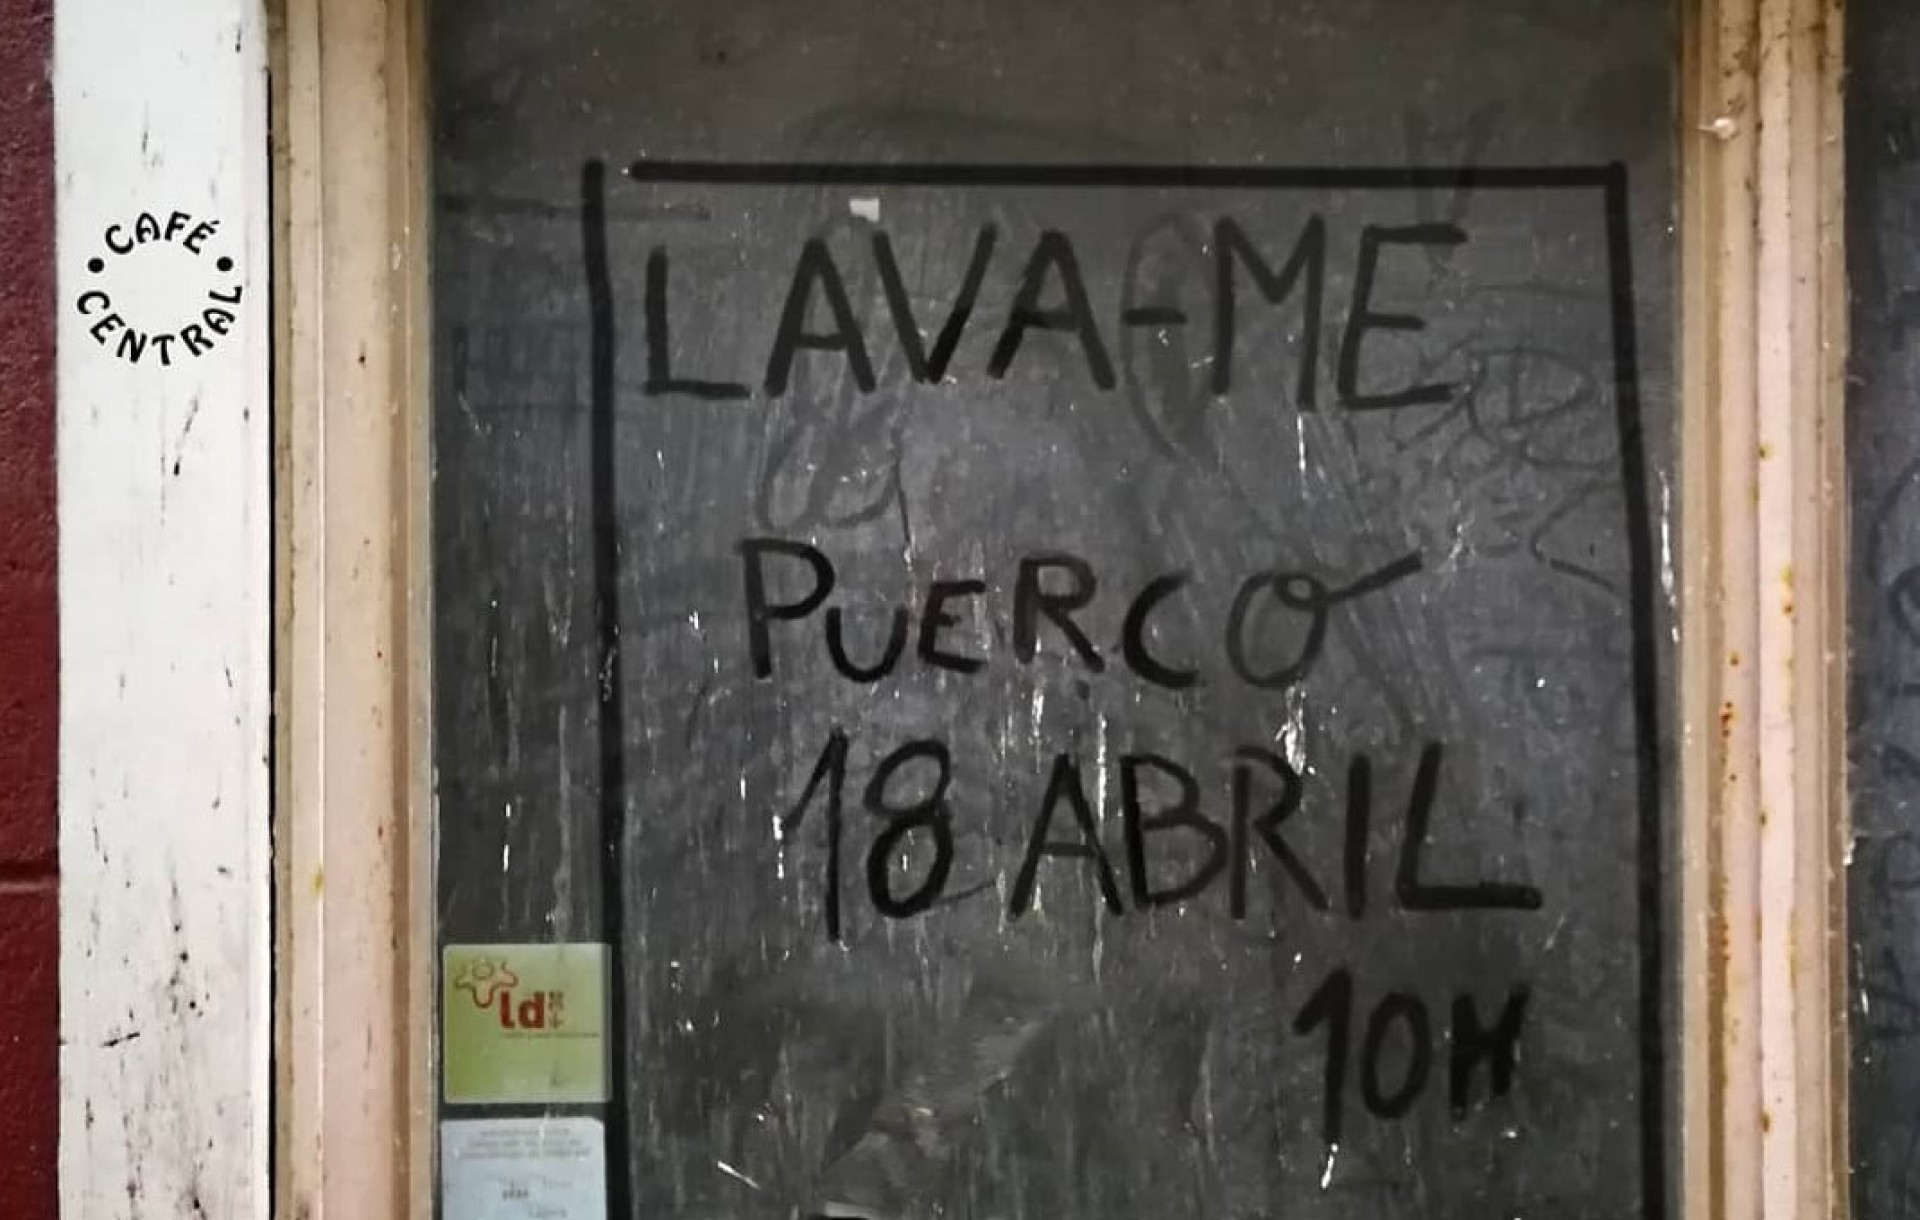 CAFÉ
CENTRAL
LAVA-ME
PUERCO
18 ABRIL
10H
ld